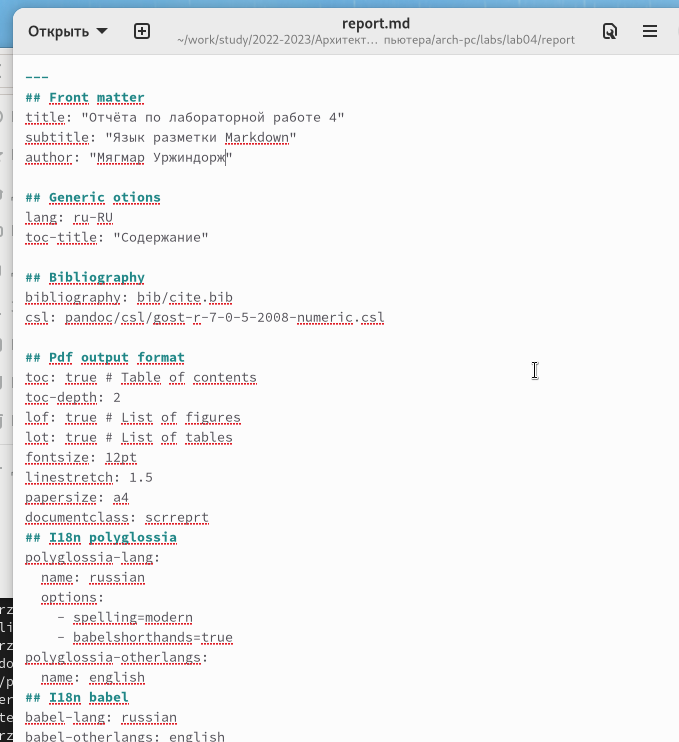 Открыть
report.md
~/work/study/2022-2023/Архитект… пьютера/arch-pc/labs/lab04/report
---
## Front matter
title: "Отчёта по лабораторной работе 4"
subtitle: "Язык разметки Markdown"
author: "Мягмар Уржиндорж"
## Generic otions
lang: ru-RU
toc-title: "Содержание"
## Bibliography
bibliography: bib/cite.bib
csl: pandoc/csl/gost-r-7-0-5-2008-numeric.csl
## Pdf output format
toc: true # Table of contents
toc-depth: 2
lof: true # List of figures
lot: true # List of tables
fontsize: 12pt
linestretch: 1.5
papersize: a4
documentclass: scrreprt
## I18n polyglossia
polyglossia-lang:
  name: russian
  options:
    - spelling=modern
    - babelshorthands=true
polyglossia-otherlangs:
  name: english
## I18n babel
babel-lang: russian
babel-otherlangs: english